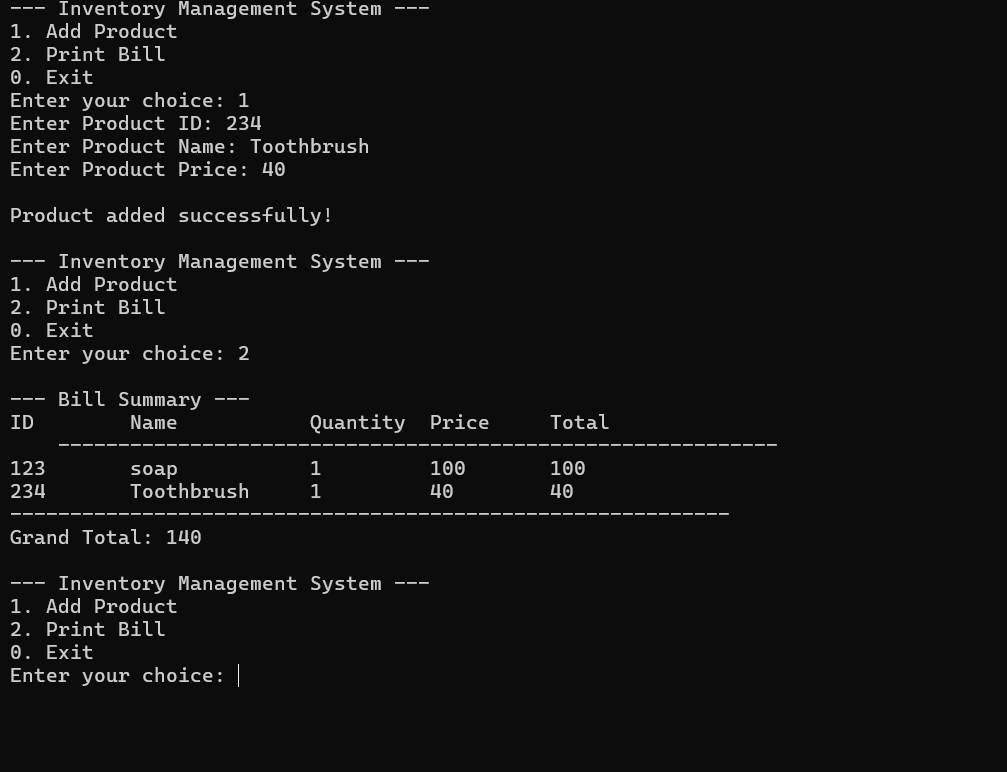 --- Inventory Management System ---
1. Add Product
2. Print Bill
0. Exit
Enter your choice: 1
Enter Product ID: 234
Enter Product Name: Toothbrush
Enter Product Price: 40

Product added successfully!

--- Inventory Management System ---
1. Add Product
2. Print Bill
0. Exit
Enter your choice: 2

--- Bill Summary ---
ID        Name           Quantity  Price     Total
    ------------------------------------------------------------
123       soap           1         100       100
234       Toothbrush     1         40        40
------------------------------------------------------------
Grand Total: 140

--- Inventory Management System ---
1. Add Product
2. Print Bill
0. Exit
Enter your choice: